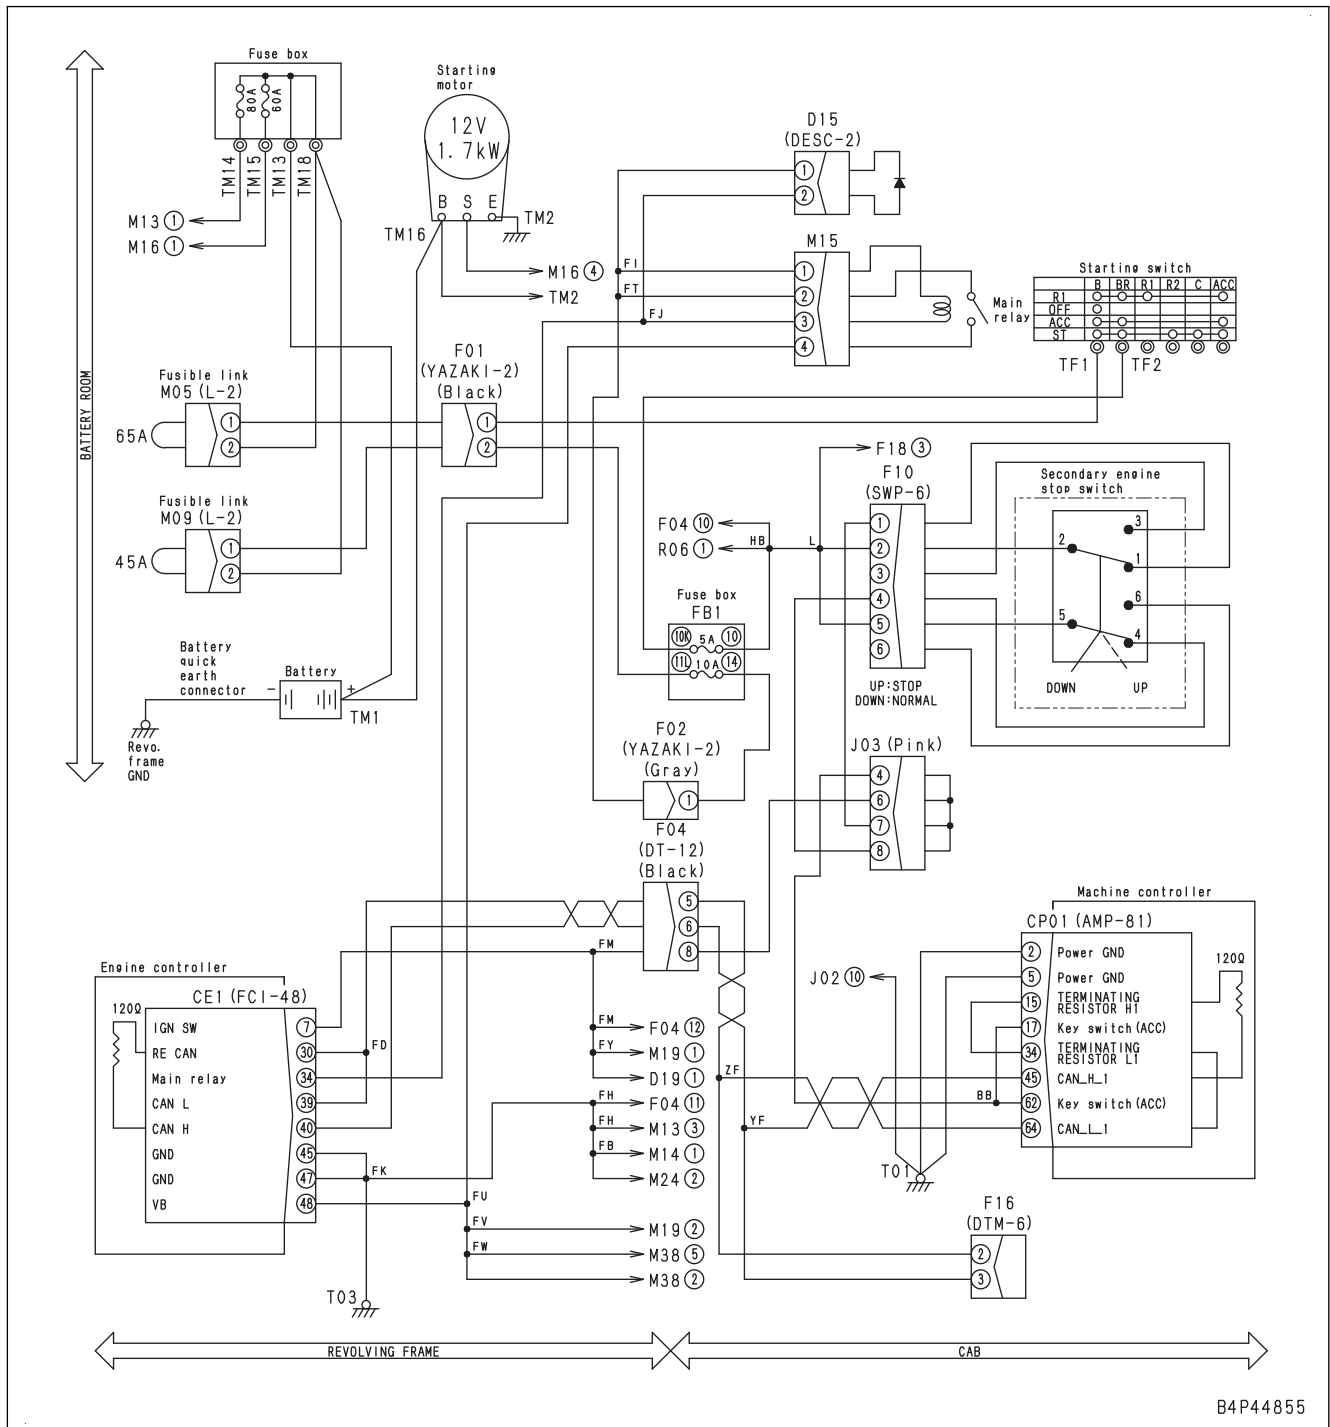 Fuse box
80A
60A
TM14
TM15
TM13
TM18
M13 1
M16 1
Starting
motor
12V
1.7kW
B S E
TM16
TM2
M16 4
TM2
D15
(DESC-2)
1
2
M15
FI 1
FT 2
FJ 3
4
Main
relay
Starting switch
B BR R1 R2 C ACC
R1
OFF
ACC
ST
TF1
TF2
BATTERY ROOM
Fusible link
M05 (L-2)
65A
1
2
F01
(YAZAKI-2)
(Black)
1
2
Fusible link
M09 (L-2)
45A
1
2
F18 3
F10
(SWP-6)
1
2
3
4
5
6
UP:STOP
DOWN:NORMAL
F04 10
R06 1
HB
L
Secondary engine
stop switch
3
2
1
6
5
4
DOWN
UP
Fuse box
FB1
10K 5A 10
11L 10A 14
Battery
quick
earth
connector
Battery
- +
TM1
Revo.
frame
GND
F02
(YAZAKI-2)
(Gray)
1
J03 (Pink)
4
6
7
8
F04
(DT-12)
(Black)
5
6
8
FM
Engine controller
CE1 (FCI-48)
120Ω
IGN SW 7
RE CAN 30
Main relay 34
CAN L 39
CAN H 40
GND 45
GND 47
VB 48
FD
FK
FM F04 12
FY M19 1
D19 1
FH F04 11
FH M13 3
FB M14 1
M24 2
FU
FV M19 2
FW M38 5
M38 2
T03
Machine controller
CP01 (AMP-81)
120Ω
2 Power GND
5 Power GND
15 TERMINATING
RESISTOR H1
17 Key switch (ACC)
34 TERMINATING
RESISTOR L1
45 CAN_H_1
62 Key switch (ACC)
64 CAN_L_1
J02 10
ZF
YF
BB
T01
F16
(DTM-6)
2
3
REVOLVING FRAME
CAB
B4P44855